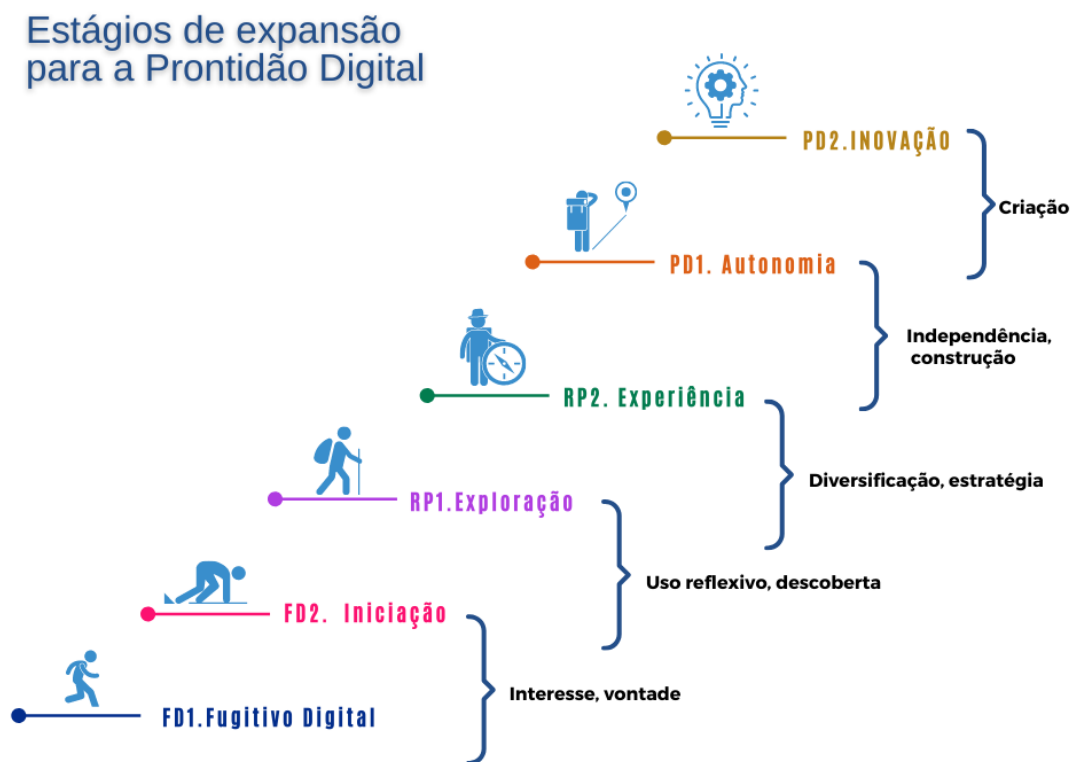 Estágios de expansão
para a Prontidão Digital
PD2.INOVAÇÃO
Criação
PD1. Autonomia
Independência,
construção
RP2. Experiência
Diversificação, estratégia
RP1.Exploração
Uso reflexivo, descoberta
FD2. Iniciação
Interesse, vontade
FD1.Fugitivo Digital